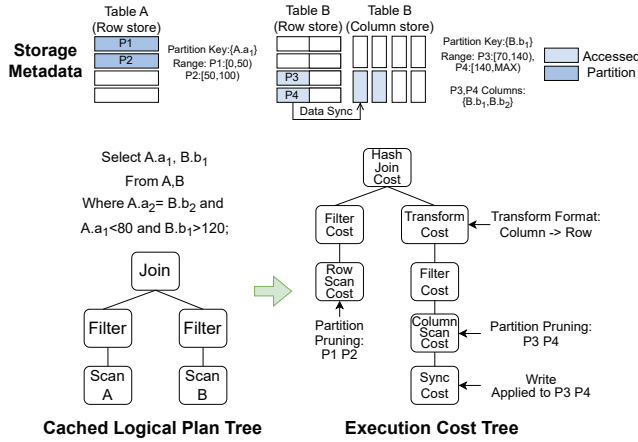 Table A
(Row store)
Table B
(Row store)
Table B
(Column store)
Storage
Metadata
P1
P2
Partition Key:{A.a₁}
Range: P1:[0,50)
P2:[50,100)
P3
P4
Data Sync
Partition Key:{B.b₁}
Range: P3:[70,140),
P4:[140,MAX)
P3,P4 Columns:
{B.b₁,B.b₂}
Accessed
Partition
Select A.a₁, B.b₁
From A,B
Where A.a₂= B.b₂ and
A.a₁<80 and B.b₁>120;
Join
Filter
Filter
Scan
A
Scan
B
Cached Logical Plan Tree
Hash
Join
Cost
Filter
Cost
Transform
Cost
Transform Format:
Column -> Row
Row
Scan
Cost
Filter
Cost
Partition
Pruning:
P1 P2
Column
Scan
Cost
Partition Pruning:
P3 P4
Sync
Cost
Write
Applied to P3 P4
Execution Cost Tree